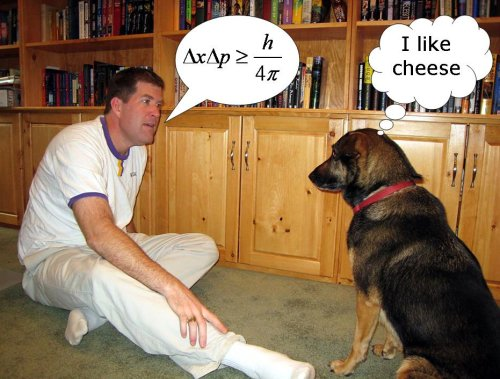 ΔxΔp ≥ h/4π
I like
cheese